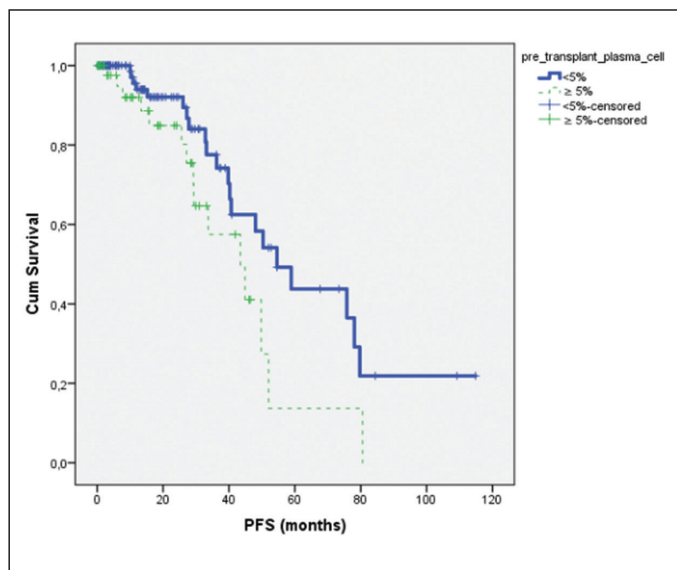 pre_transplant_plasma_cell
<5%
≥ 5%
<5%-censored
≥ 5%-censored
1,0
0,8
0,6
0,4
0,2
0,0
Cum Survival
0 20 40 60 80 100 120
PFS (months)